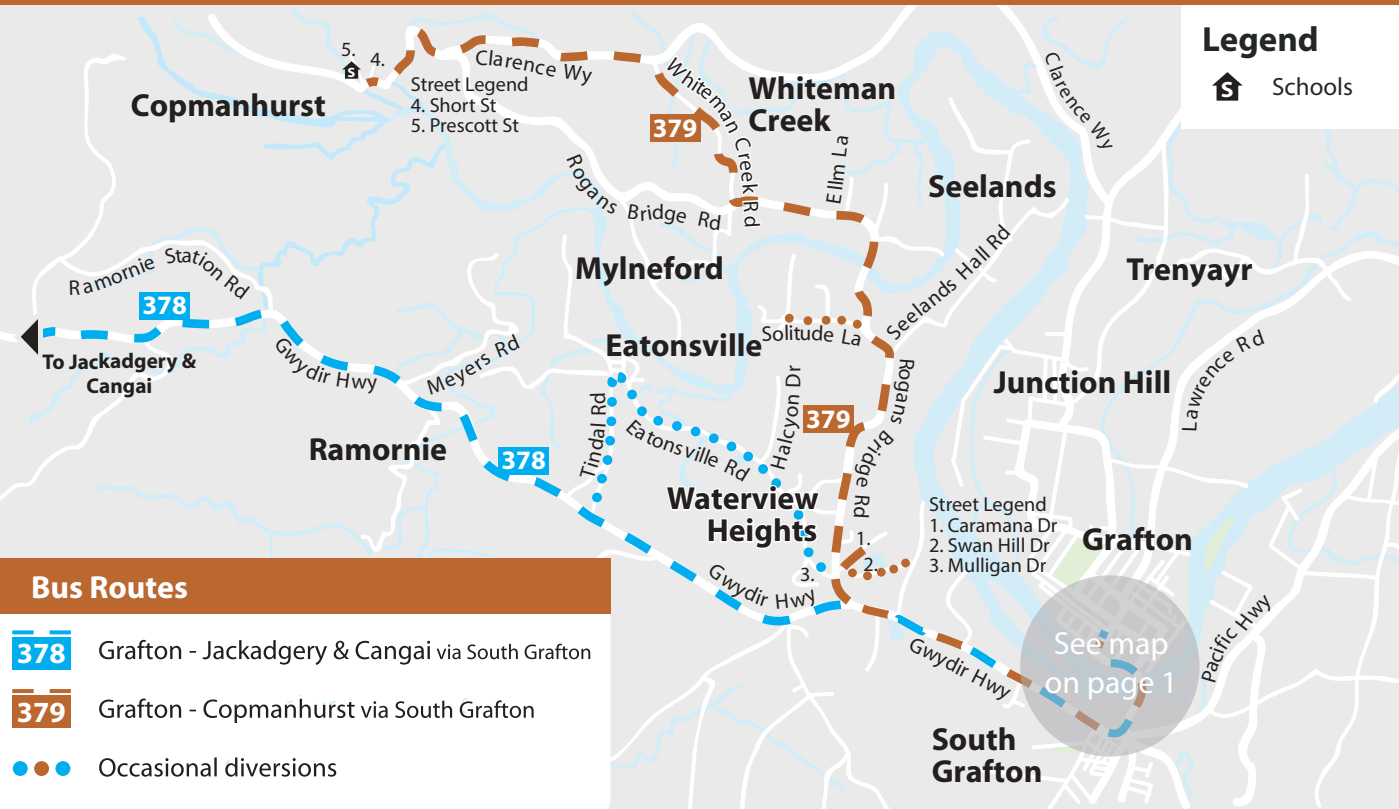 Legend
S Schools
5.
4.
Street Legend
4. Short St
5. Prescott St
Copmanhurst
Clarence Wy
Whiteman Creek Rd
379
Whiteman
Creek
Ellm La
Clarence Wy
Seelands
Rogans Bridge Rd
Ramornie Station Rd
378
Mylneford
Seelands Hall Rd
Trenyayr
To Jackadgery &
Cangai
Gwydir Hwy
Meyers Rd
Eatonsville
Solitude La
Junction Hill
Lawrence Rd
Ramornie
378
Tindal Rd
Eatonsville Rd
Halcyon Dr
379
Rogans Bridge Rd
Waterview
Heights
1.
2.
3.
Street Legend
1. Caramana Dr
2. Swan Hill Dr
3. Mulligan Dr
Grafton
Gwydir Hwy
Gwydir Hwy
See map
on page 1
Pacific Hwy
South
Grafton
Bus Routes
378 Grafton - Jackadgery & Cangai via South Grafton
379 Grafton - Copmanhurst via South Grafton
Occasional diversions